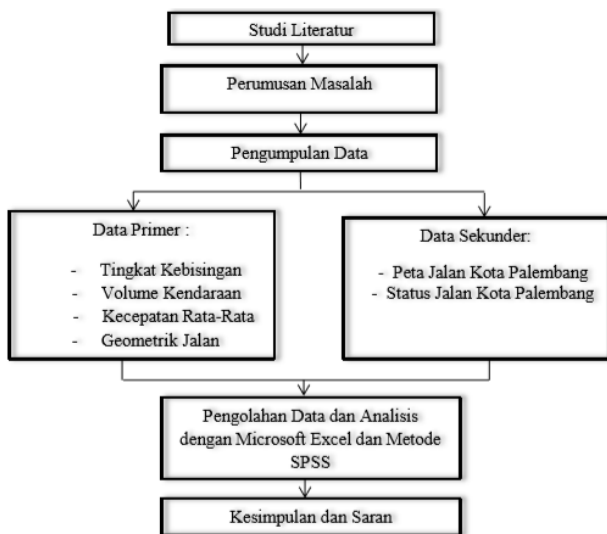 Studi Literatur
Perumusan Masalah
Pengumpulan Data
Data Primer :
- Tingkat Kebisingan
- Volume Kendaraan
- Kecepatan Rata-Rata
- Geometrik Jalan
Data Sekunder:
- Peta Jalan Kota Palembang
- Status Jalan Kota Palembang
Pengolahan Data dan Analisis
dengan Microsoft Excel dan Metode
SPSS
Kesimpulan dan Saran